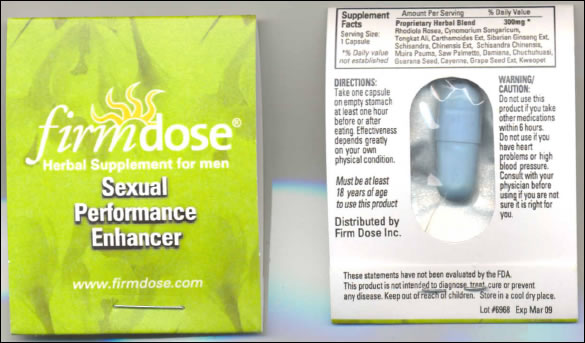 firmdose®
Herbal Supplement for men
Sexual
Performance
Enhancer
www.firmdose.com
Supplement
Facts
Serving Size:
1 Capsule
*% Daily Value
not established
Amount Per Serving % Daily Value
Proprietary Herbal Blend 300mg *
Rhodiole Roses, Cynomorium Songaricum,
Tongkat Ali, Carthemoides Ext, Sibarian Ginseng Ext,
Schisandra, Chinensis Ext, Schisandra Chinensis,
Muira Pauma, Saw Palmetto, Damiana, Chuchuhuasi,
Guarana Seed, Cayenne, Grape Seed Ext, Kweopet
DIRECTIONS:
Take one capsule
on empty stomach
at least one hour
before or after
eating. Effectiveness
depends greatly
on your own
physical condition.
Must be at least
18 years of age
to use this product
Distributed by
Firm Dose Inc.
WARNING/
CAUTION:
Do not use this
product if you take
other medications
within 6 hours.
Do not use if you
have heart
problems or high
blood pressure.
Consult with your
physician before
using if you are not
sure it is right for
you.
These statements have not been evaluated by the FDA.
This product is not intended to diagnose, treat, cure or prevent
any disease. Keep out of reach of children. Store in a cool dry place.
Lot #6968 Exp Mar 09